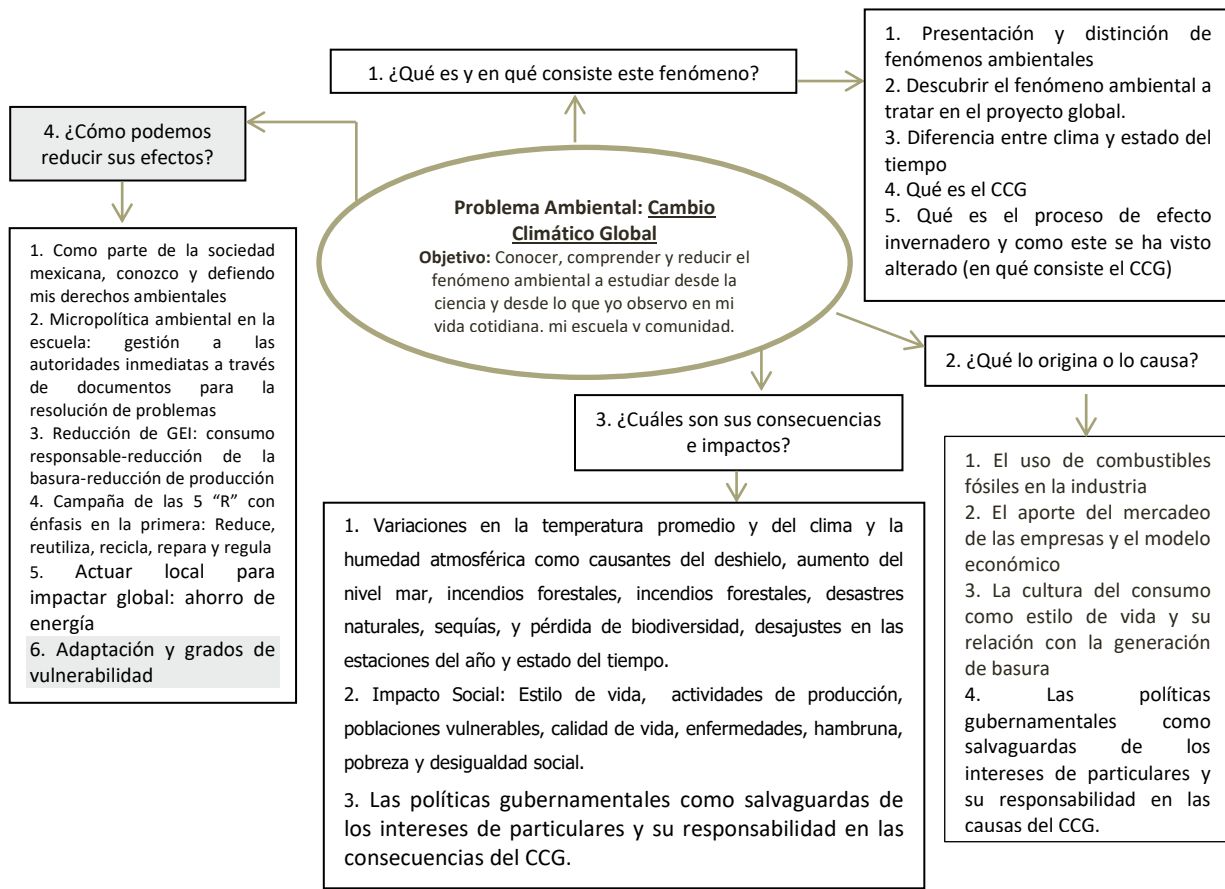 1. ¿Qué es y en qué consiste este fenómeno?
1. Presentación y distinción de
fenómenos ambientales
2. Descubrir el fenómeno ambiental a
tratar en el proyecto global.
3. Diferencia entre clima y estado del
tiempo
4. Qué es el CCG
5. Qué es el proceso de efecto
invernadero y como este se ha visto
alterado (en qué consiste el CCG)
4. ¿Cómo podemos
reducir sus efectos?
Problema Ambiental: Cambio
Climático Global
Objetivo: Conocer, comprender y reducir el
fenómeno ambiental a estudiar desde la
ciencia y desde lo que yo observo en mi
vida cotidiana. mi escuela v comunidad.
1. Como parte de la sociedad
mexicana, conozco y defiendo
mis derechos ambientales
2. Micropolítica ambiental en la
escuela: gestión a las
autoridades inmediatas a través
de documentos para la
resolución de problemas
3. Reducción de GEI: consumo
responsable-reducción de la
basura-reducción de producción
4. Campaña de las 5 “R” con
énfasis en la primera: Reduce,
reutiliza, recicla, repara y regula
5. Actuar local para
impactar global: ahorro de
energía
6. Adaptación y grados de
vulnerabilidad
2. ¿Qué lo origina o lo causa?
1. El uso de combustibles
fósiles en la industria
2. El aporte del mercadeo
de las empresas y el modelo
económico
3. La cultura del consumo
como estilo de vida y su
relación con la generación
de basura
4. Las políticas
gubernamentales como
salvaguardas de los
intereses de particulares y
su responsabilidad en las
causas del CCG.
3. ¿Cuáles son sus consecuencias
e impactos?
1. Variaciones en la temperatura promedio y del clima y la
humedad atmosférica como causantes del deshielo, aumento del
nivel mar, incendios forestales, incendios forestales, desastres
naturales, sequías, y pérdida de biodiversidad, desajustes en las
estaciones del año y estado del tiempo.
2. Impacto Social: Estilo de vida, actividades de producción,
poblaciones vulnerables, calidad de vida, enfermedades, hambruna,
pobreza y desigualdad social.
3. Las políticas gubernamentales como salvaguardas de
los intereses de particulares y su responsabilidad en las
consecuencias del CCG.